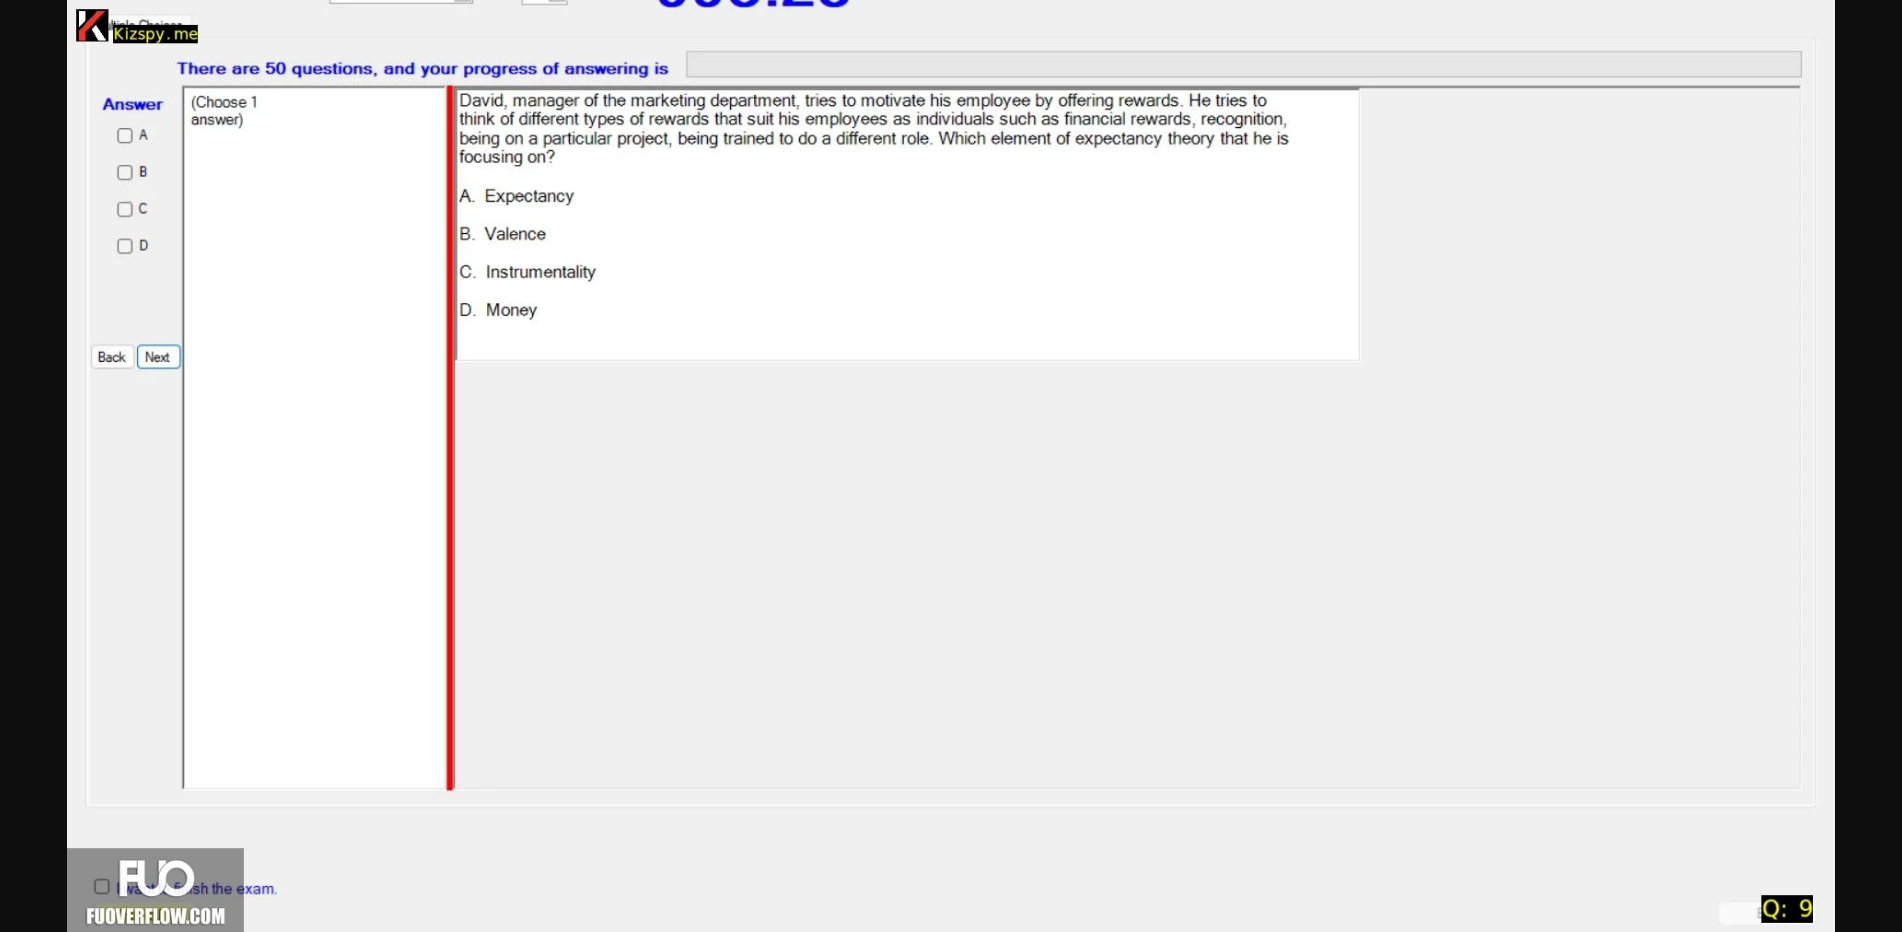 Kizspy.me
There are 50 questions, and your progress of answering is
Answer
A
B
C
D
Back
Next
(Choose 1
answer)
David, manager of the marketing department, tries to motivate his employee by offering rewards. He tries to
think of different types of rewards that suit his employees as individuals such as financial rewards, recognition,
being on a particular project, being trained to do a different role. Which element of expectancy theory that he is
focusing on?
A. Expectancy
B. Valence
C. Instrumentality
D. Money
FUO
finish the exam.
FUOVERFLOW.COM
Q: 9